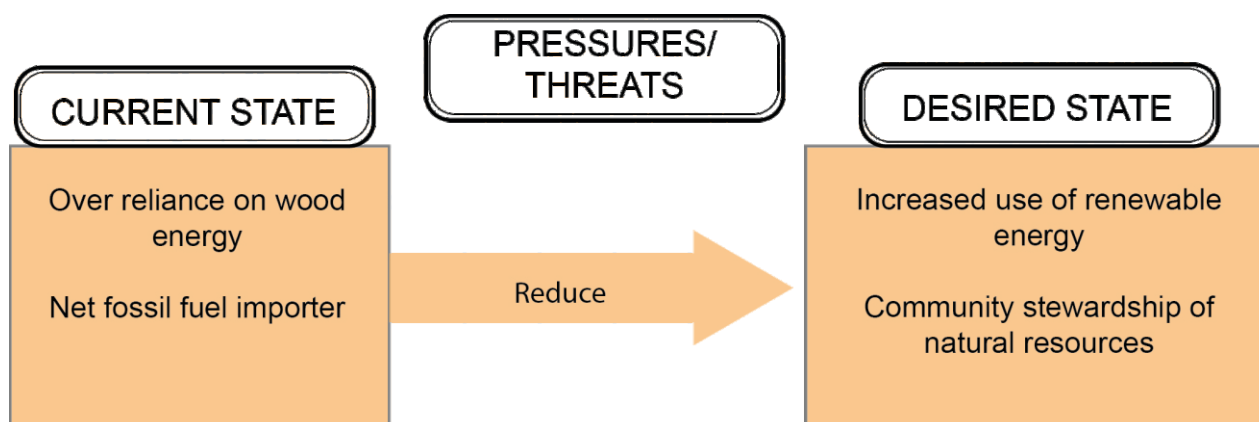 PRESSURES/
THREATS
CURRENT STATE
DESIRED STATE
Over reliance on wood
energy
Net fossil fuel importer
Reduce
Increased use of renewable
energy
Community stewardship of
natural resources